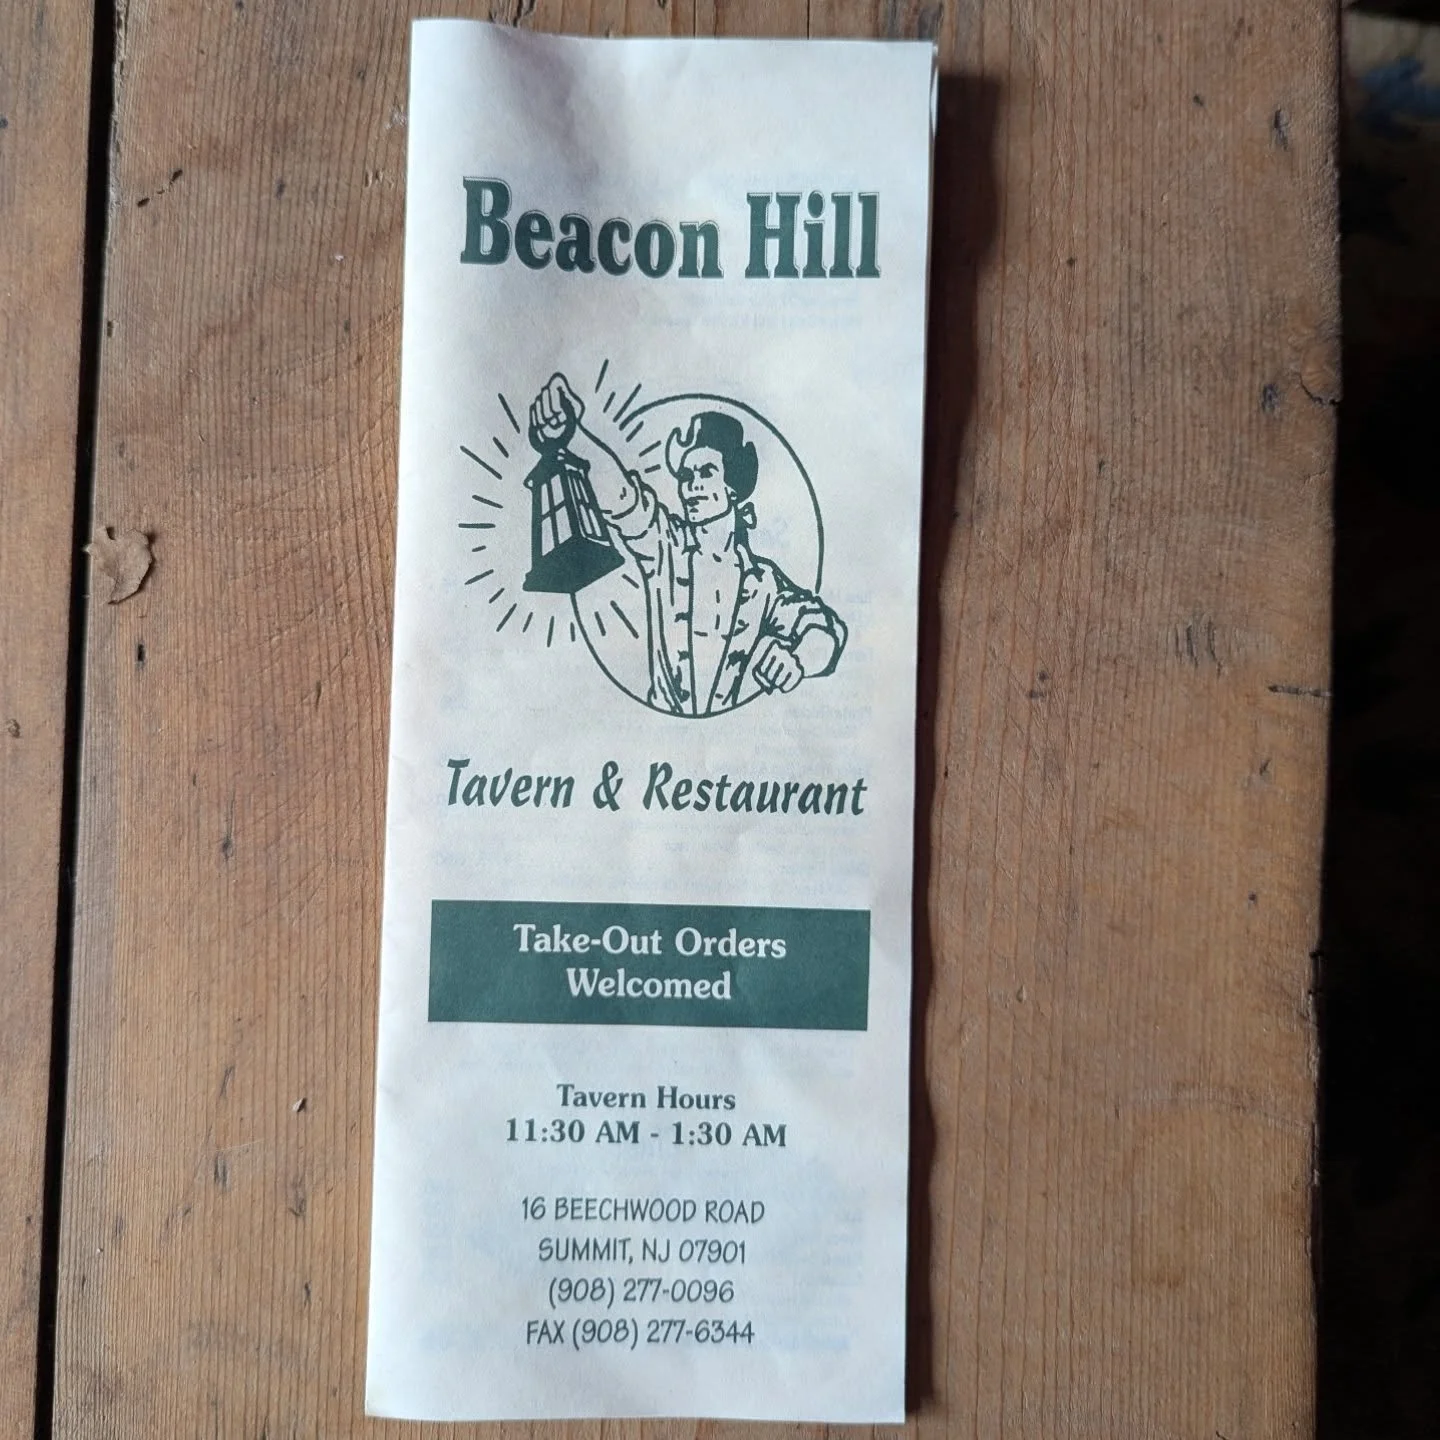 Beacon Hill
Tavern & Restaurant
Take-Out Orders
Welcomed
Tavern Hours
11:30 AM - 1:30 AM
16 BEECHWOOD ROAD
SUMMIT, NJ 07901
(908) 277-0096
FAX (908) 277-6344